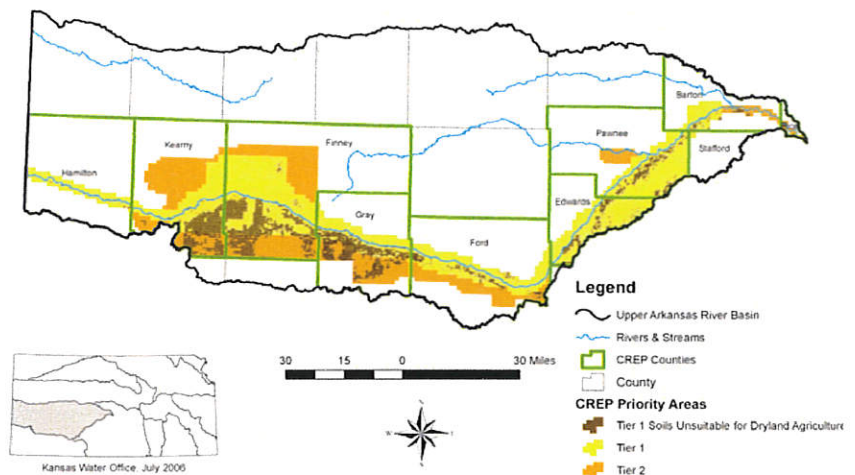 Barton
Kearny
Finney
Pawnee
Stafford
Hamilton
Edwards
Gray
Ford
Legend
Upper Arkansas River Basin
Rivers & Streams
CREP Counties
County
CREP Priority Areas
Tier 1 Soils Unsuitable for Dryland Agriculture
Tier 1
Tier 2
30 15 0 30 Miles
N
W
S
Kansas Water Office, July 2006